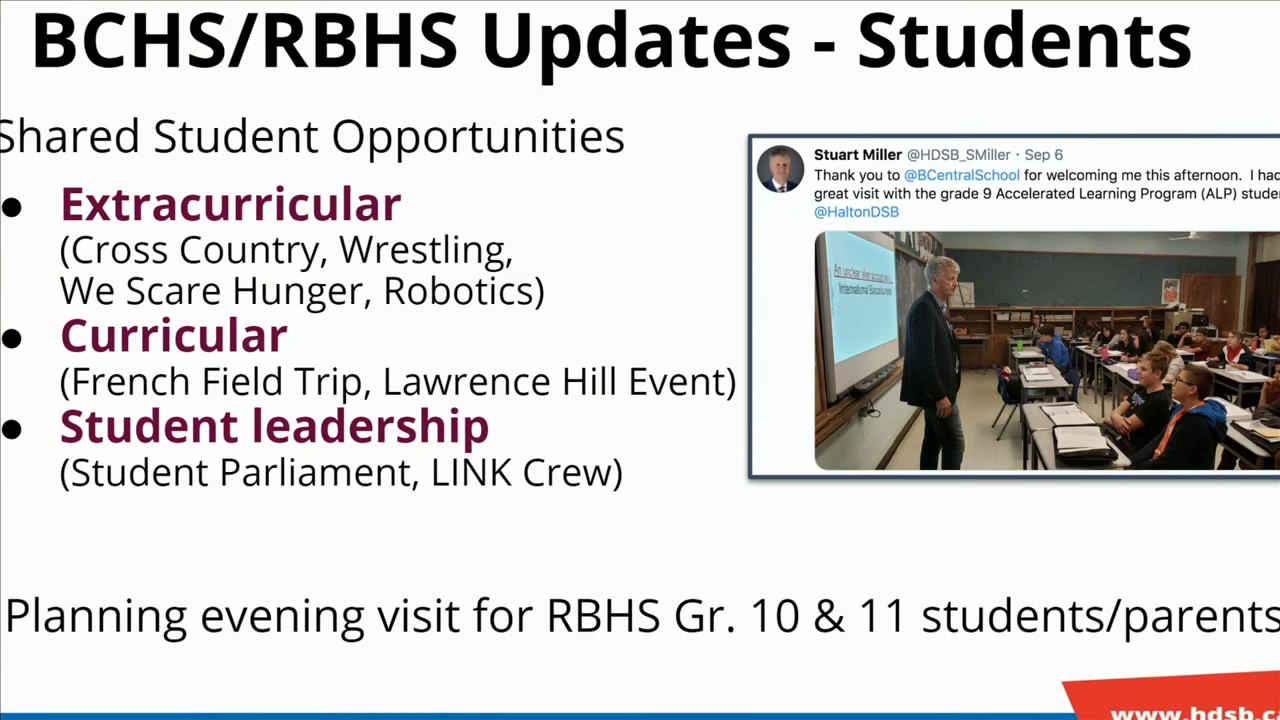 BCHS/RBHS Updates - Students
Shared Student Opportunities
● Extracurricular
(Cross Country, Wrestling,
We Scare Hunger, Robotics)
● Curricular
(French Field Trip, Lawrence Hill Event)
● Student leadership
(Student Parliament, LINK Crew)
Stuart Miller @HDSB_SMiller · Sep 6
Thank you to @BCentralSchool for welcoming me this afternoon. I had
great visit with the grade 9 Accelerated Learning Program (ALP)
@HaltonDSB
An unclear
International
Planning evening visit for RBHS Gr. 10 & 11 students/parents
www.hdsb.ca